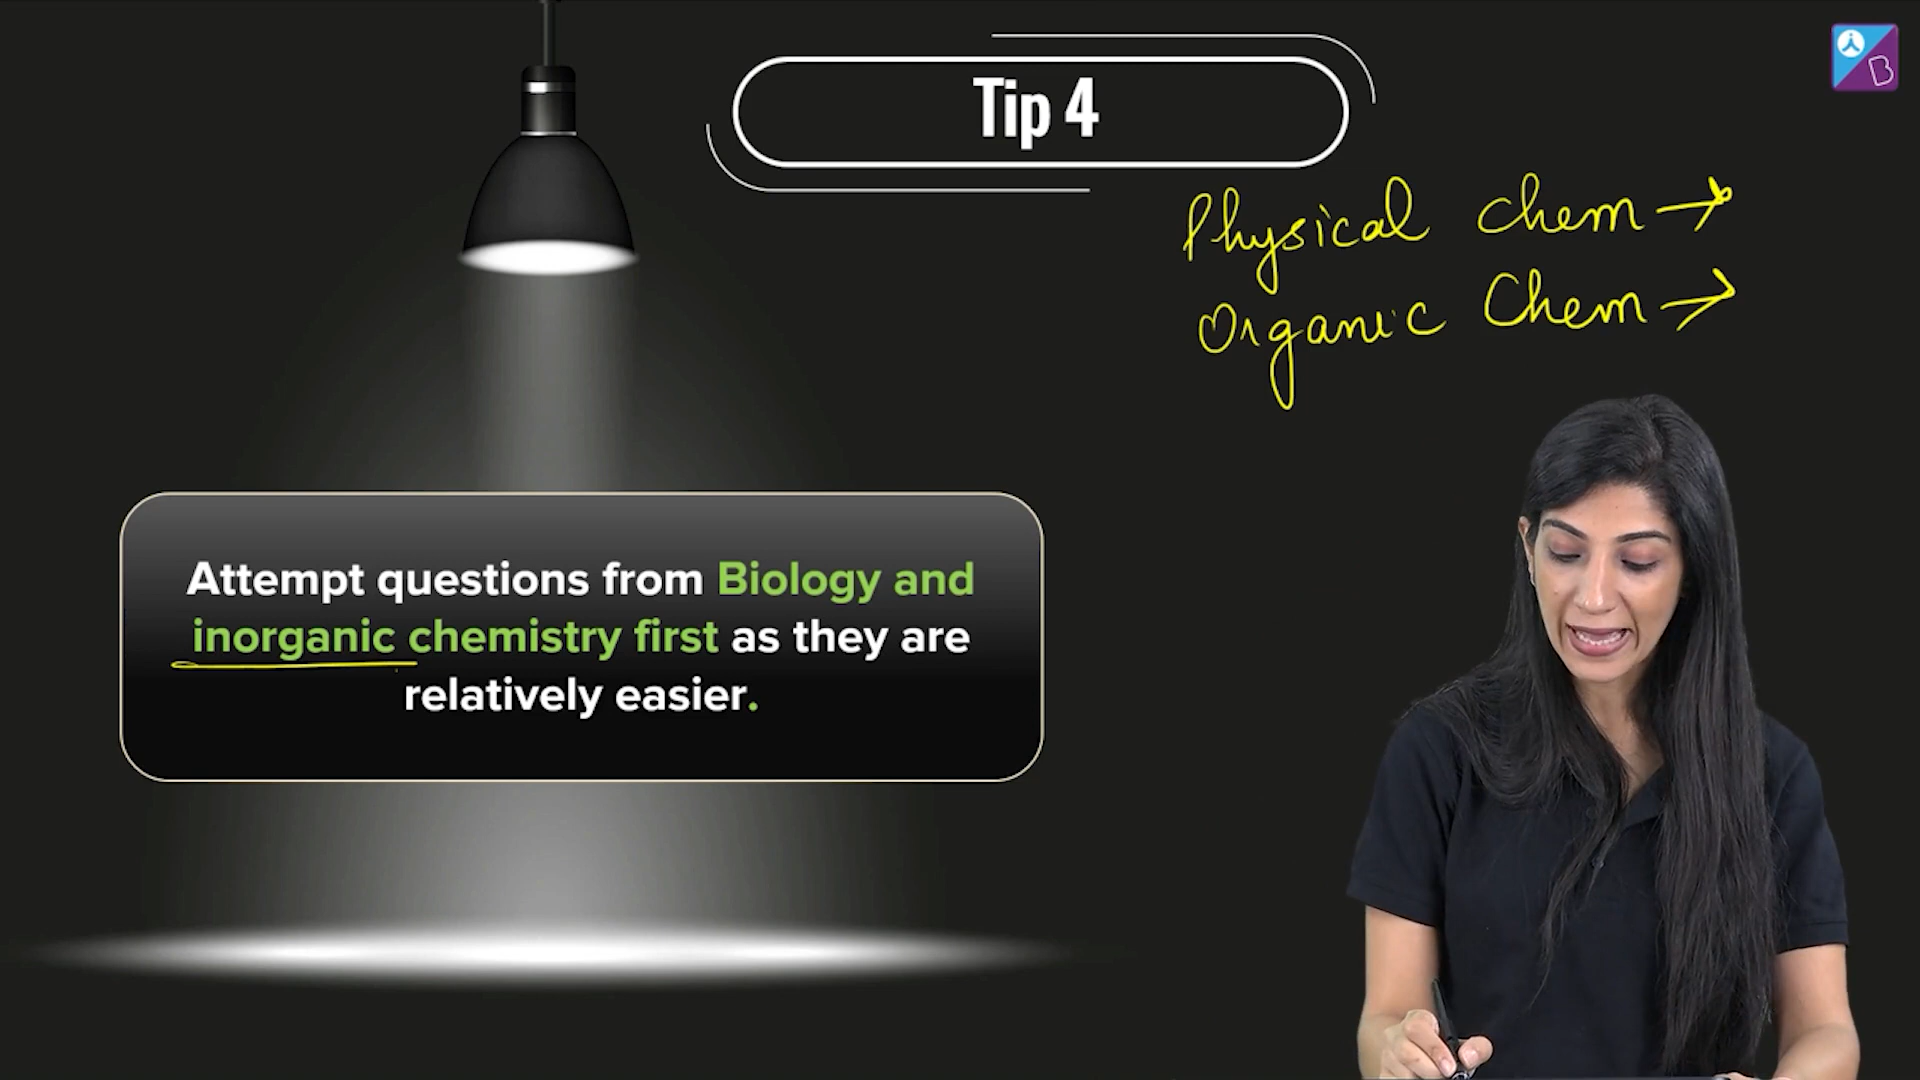 Tip 4
Physical Chem →
Organic Chem →
Attempt questions from Biology and
inorganic chemistry first as they are
relatively easier.
B